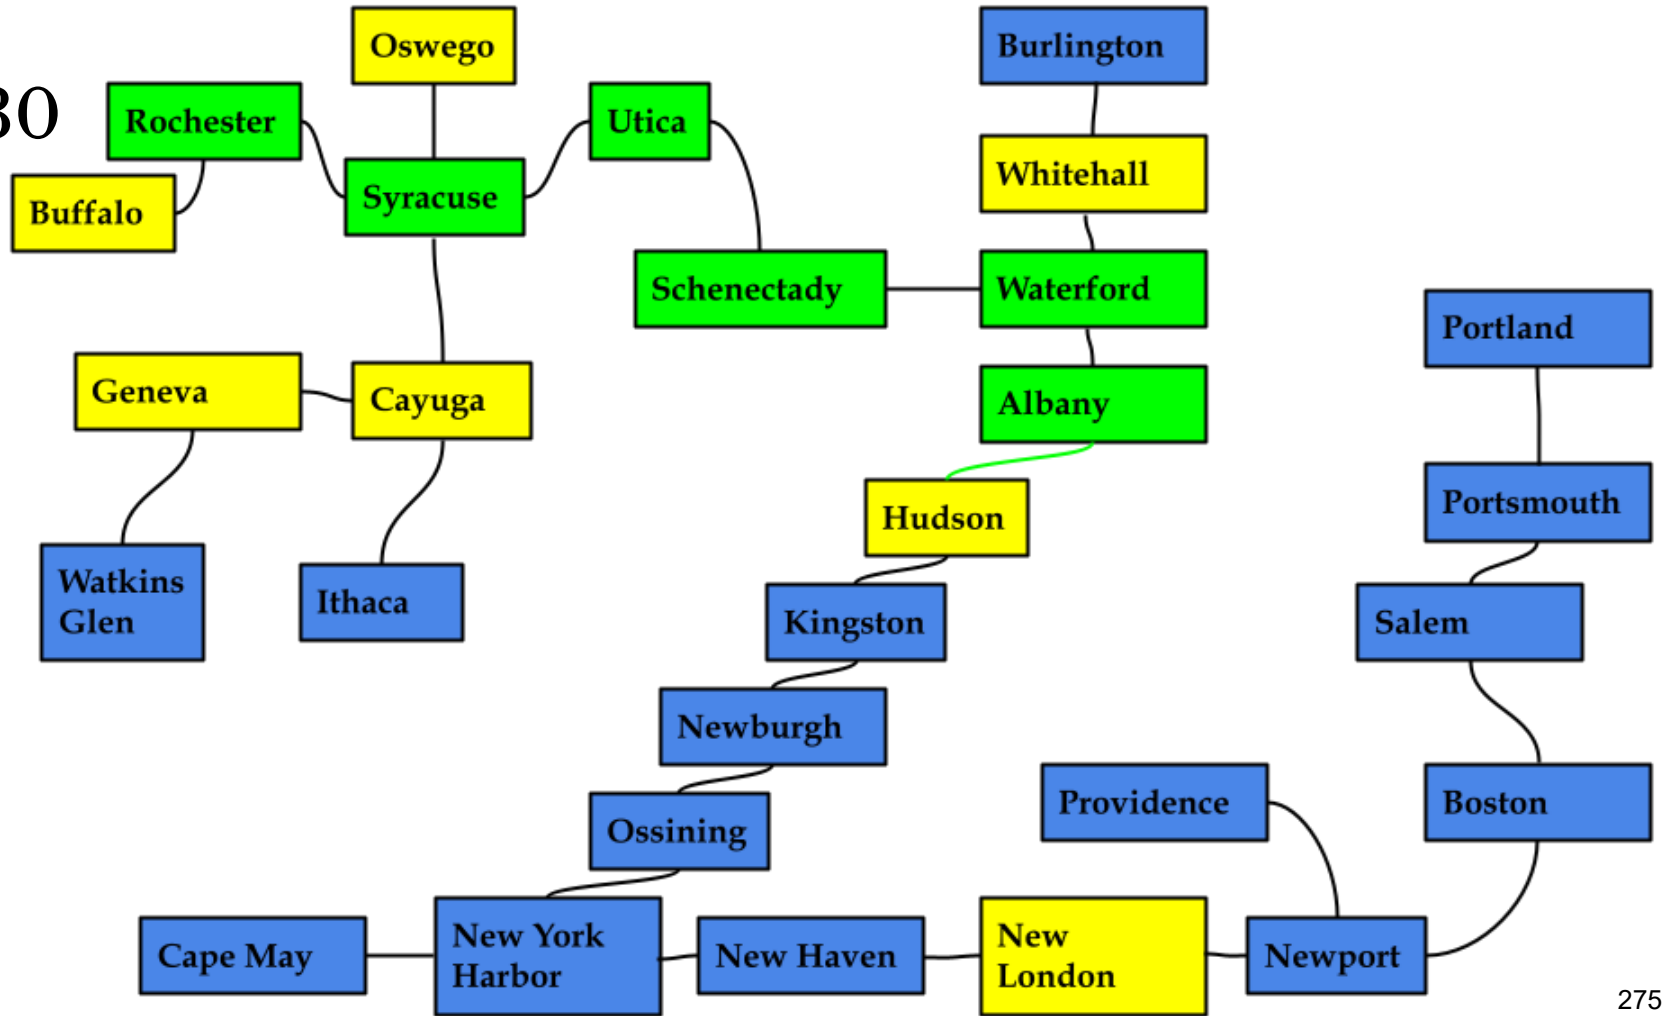 Oswego
Burlington
30
Rochester
Utica
Whitehall
Syracuse
Buffalo
Schenectady
Waterford
Portland
Geneva
Cayuga
Albany
Portsmouth
Hudson
Watkins
Glen
Ithaca
Kingston
Salem
Newburgh
Providence
Boston
Ossining
Cape May
New York
Harbor
New Haven
New
London
Newport
275